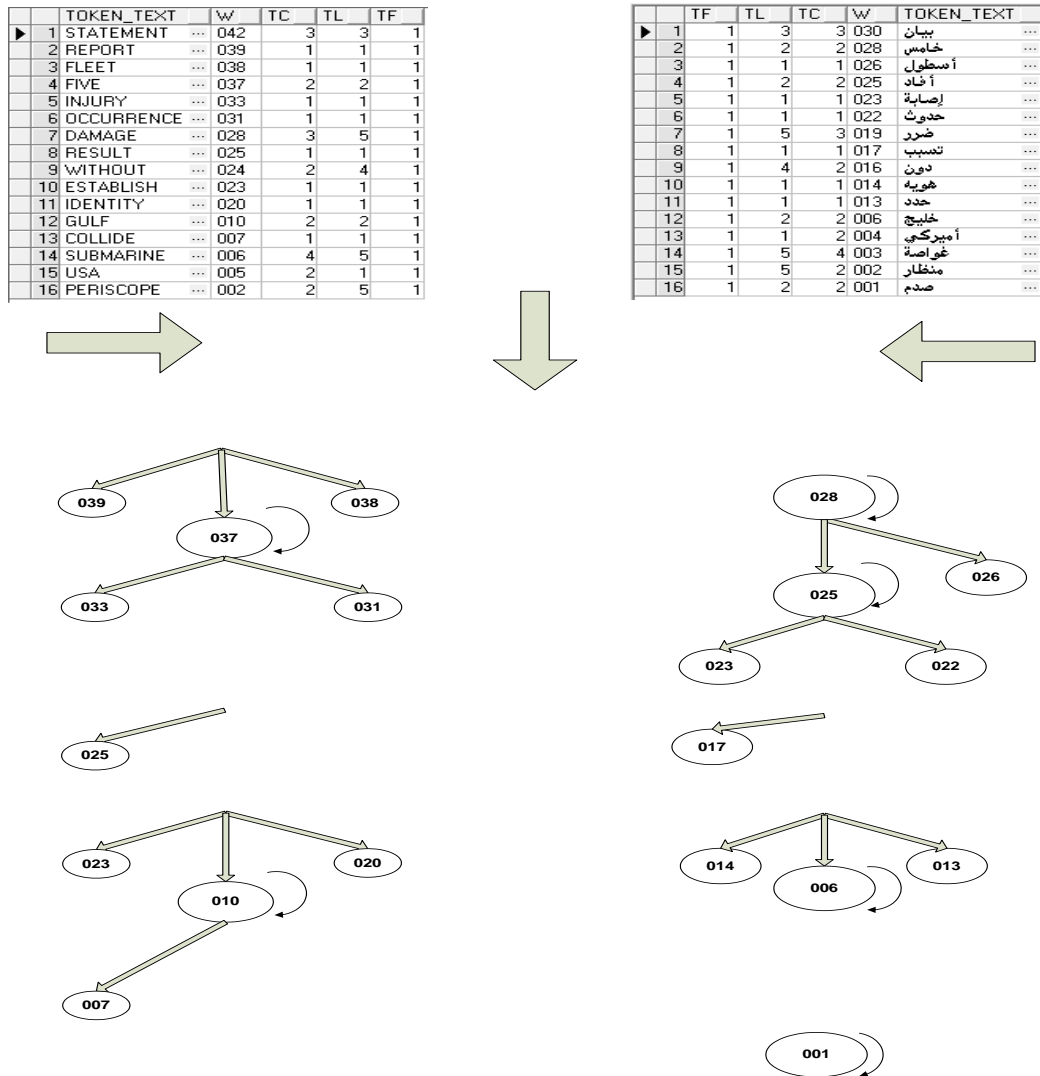 TOKEN_TEXT W TC TL TF
1 STATEMENT ... 042 3 3 1
2 REPORT ... 039 1 1 1
3 FLEET ... 038 1 1 1
4 FIVE ... 037 2 2 1
5 INJURY ... 033 1 1 1
6 OCCURRENCE ... 031 1 1 1
7 DAMAGE ... 028 3 5 1
8 RESULT ... 025 1 1 1
9 WITHOUT ... 024 2 4 1
10 ESTABLISH ... 023 1 1 1
11 IDENTITY ... 020 1 1 1
12 GULF ... 010 2 2 1
13 COLLIDE ... 007 1 1 1
14 SUBMARINE ... 006 4 5 1
15 USA ... 005 2 1 1
16 PERISCOPE ... 002 2 5 1
TF TL TC W TOKEN_TEXT
1 1 3 3 030 بيان ...
2 1 2 2 028 خامس ...
3 1 1 1 026 أسطول ...
4 1 2 2 025 أفاد ...
5 1 1 1 023 إصابة ...
6 1 1 1 022 حدوث ...
7 1 5 3 019 ضرر ...
8 1 1 1 017 تسبب ...
9 1 4 2 016 دون ...
10 1 1 1 014 هويه ...
11 1 1 1 013 حدد ...
12 1 2 2 006 خليج ...
13 1 1 2 004 أميركي ...
14 1 5 4 003 غواصة ...
15 1 5 2 002 منظار ...
16 1 2 2 001 صدم ...
039 038
037
033 031
025
023 020
010
007
028
026
025
023 022
017
014 013
006
001